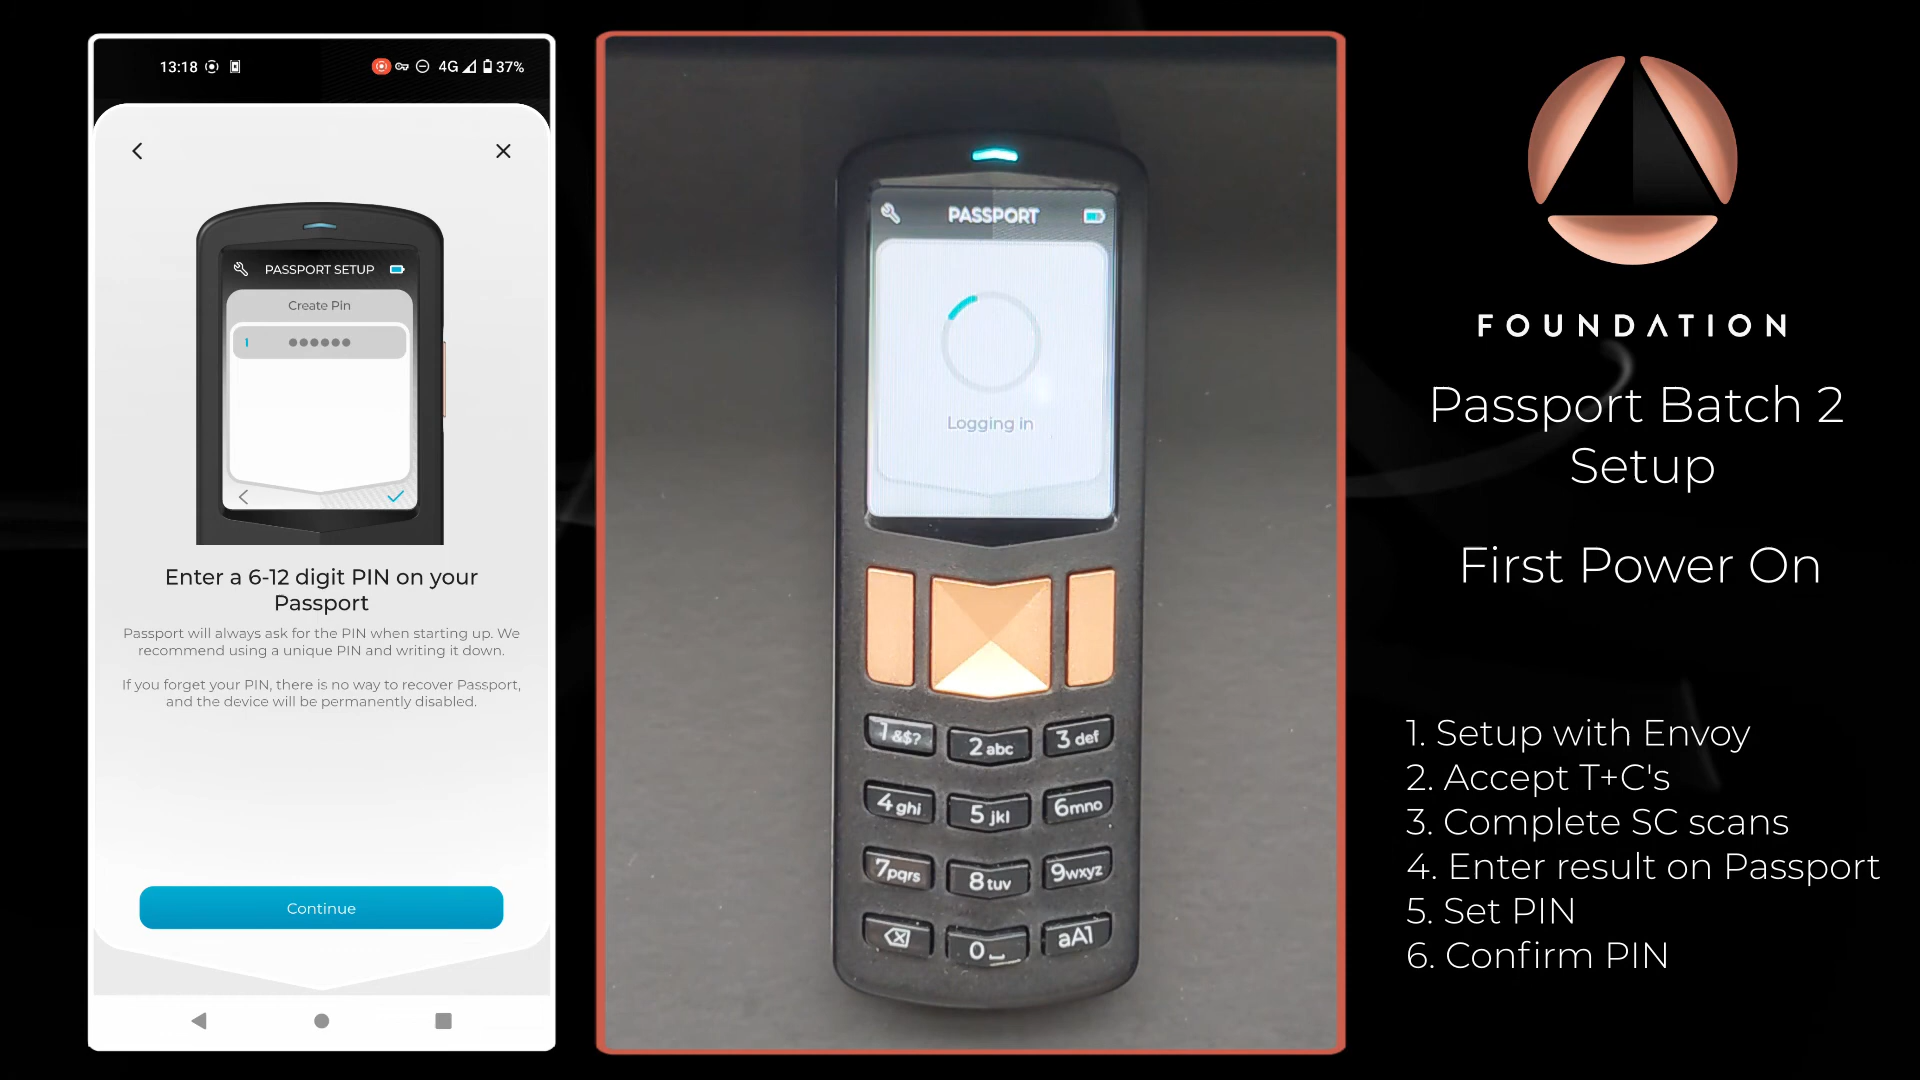 13:18
4G 37%
PASSPORT SETUP
Create Pin
1
Enter a 6-12 digit PIN on your
Passport
Passport will always ask for the PIN when starting up. We
recommend using a unique PIN and writing it down.
If you forget your PIN, there is no way to recover Passport,
and the device will be permanently disabled.
Continue
PASSPORT
Logging in
1 &$?
2 abc
3 def
4 ghi
5 jkl
6 mno
7 pqrs
8 tuv
9 wxyz
0
aA1
FOUNDATION
Passport Batch 2
Setup
First Power On
1. Setup with Envoy
2. Accept T+C's
3. Complete SC scans
4. Enter result on Passport
5. Set PIN
6. Confirm PIN